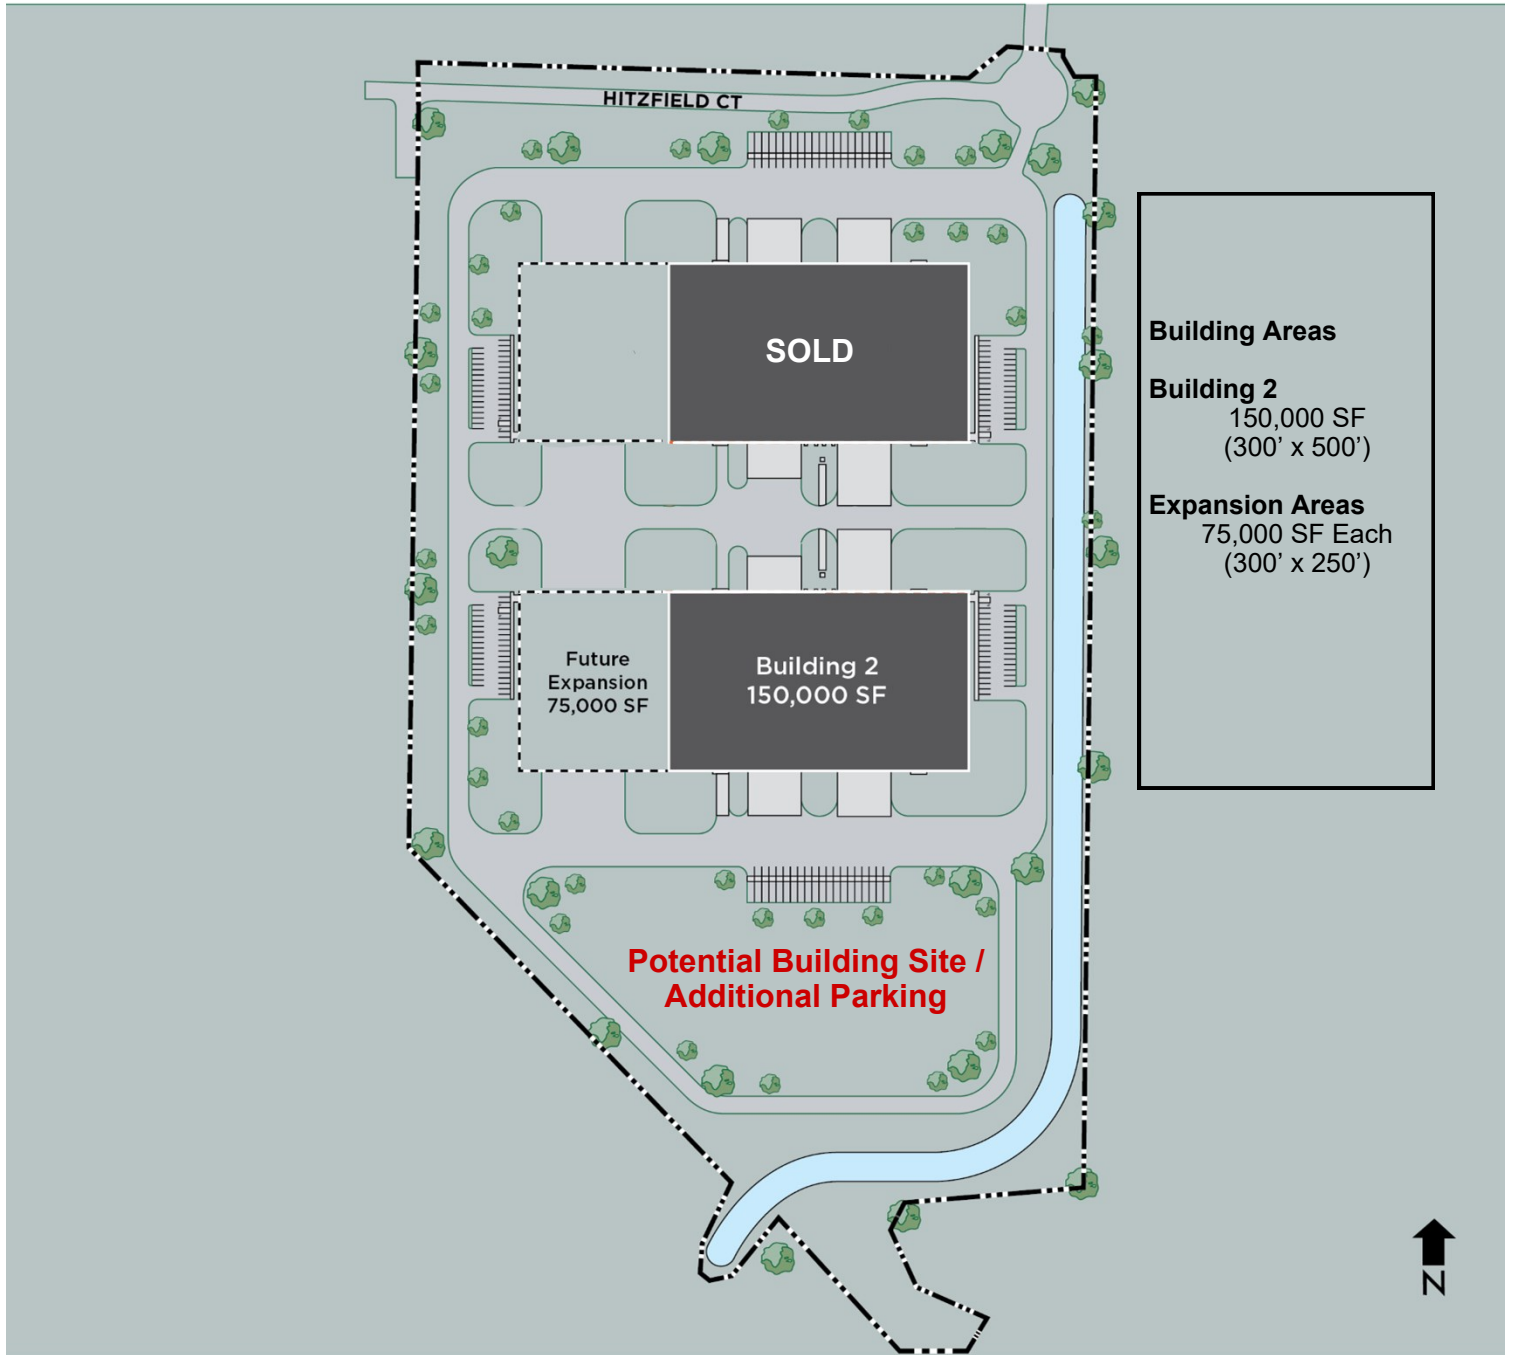 HITZFIELD CT
SOLD
Building Areas
Building 2
150,000 SF
(300’ x 500’)
Expansion Areas
75,000 SF Each
(300’ x 250’)
Future
Expansion
75,000 SF
Building 2
150,000 SF
Potential Building Site /
Additional Parking
N